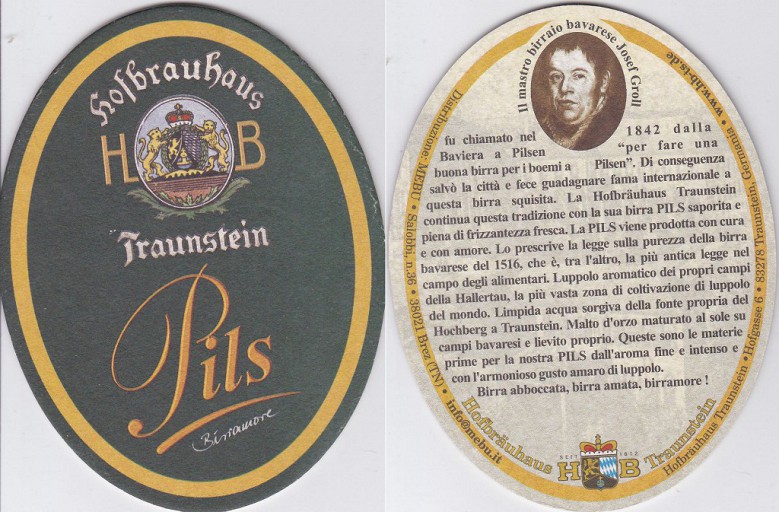 Hofbrauhaus
H B
Traunstein
Pils
Birramore
Il mastro birraio bavarese Josef Groll
fu chiamato nel 1842 dalla
Baviera a Pilsen "per fare una
buona birra per i boemi a Pilsen". Di conseguenza
salvò la città e fece guadagnare fama internazionale a
questa birra squisita. La Hofbräuhaus Traunstein
continua questa tradizione con la sua birra PILS saporita e
piena di frizzantezza fresca. La PILS viene prodotta con cura
e con amore. Lo prescrive la legge sulla purezza della birra
bavarese del 1516, che è, tra l'altro, la più antica legge nel
campo degli alimentari. Luppolo aromatico dei propri campi
della Hallertau, la più vasta zona di coltivazione di luppolo
del mondo. Limpida acqua sorgiva della fonte propria del
Hochberg a Traunstein. Malto d'orzo maturato al sole su
campi bavaresi e lievito proprio. Queste sono le materie
prime per la nostra PILS dall'aroma fine e intenso e
con l'armonioso gusto amaro di luppolo.
Birra abboccata, birra amata, birramore !
Distribuzione: MEBU • Salobbi, n.36 • 38021 Brez (TN) • info@mebu.it
Hofbräuhaus Traunstein • Hofgasse 6 • 83278 Traunstein, Germania • www.hb-ts.de
Hofbräuhaus Traunstein
SEIT 1612
H B